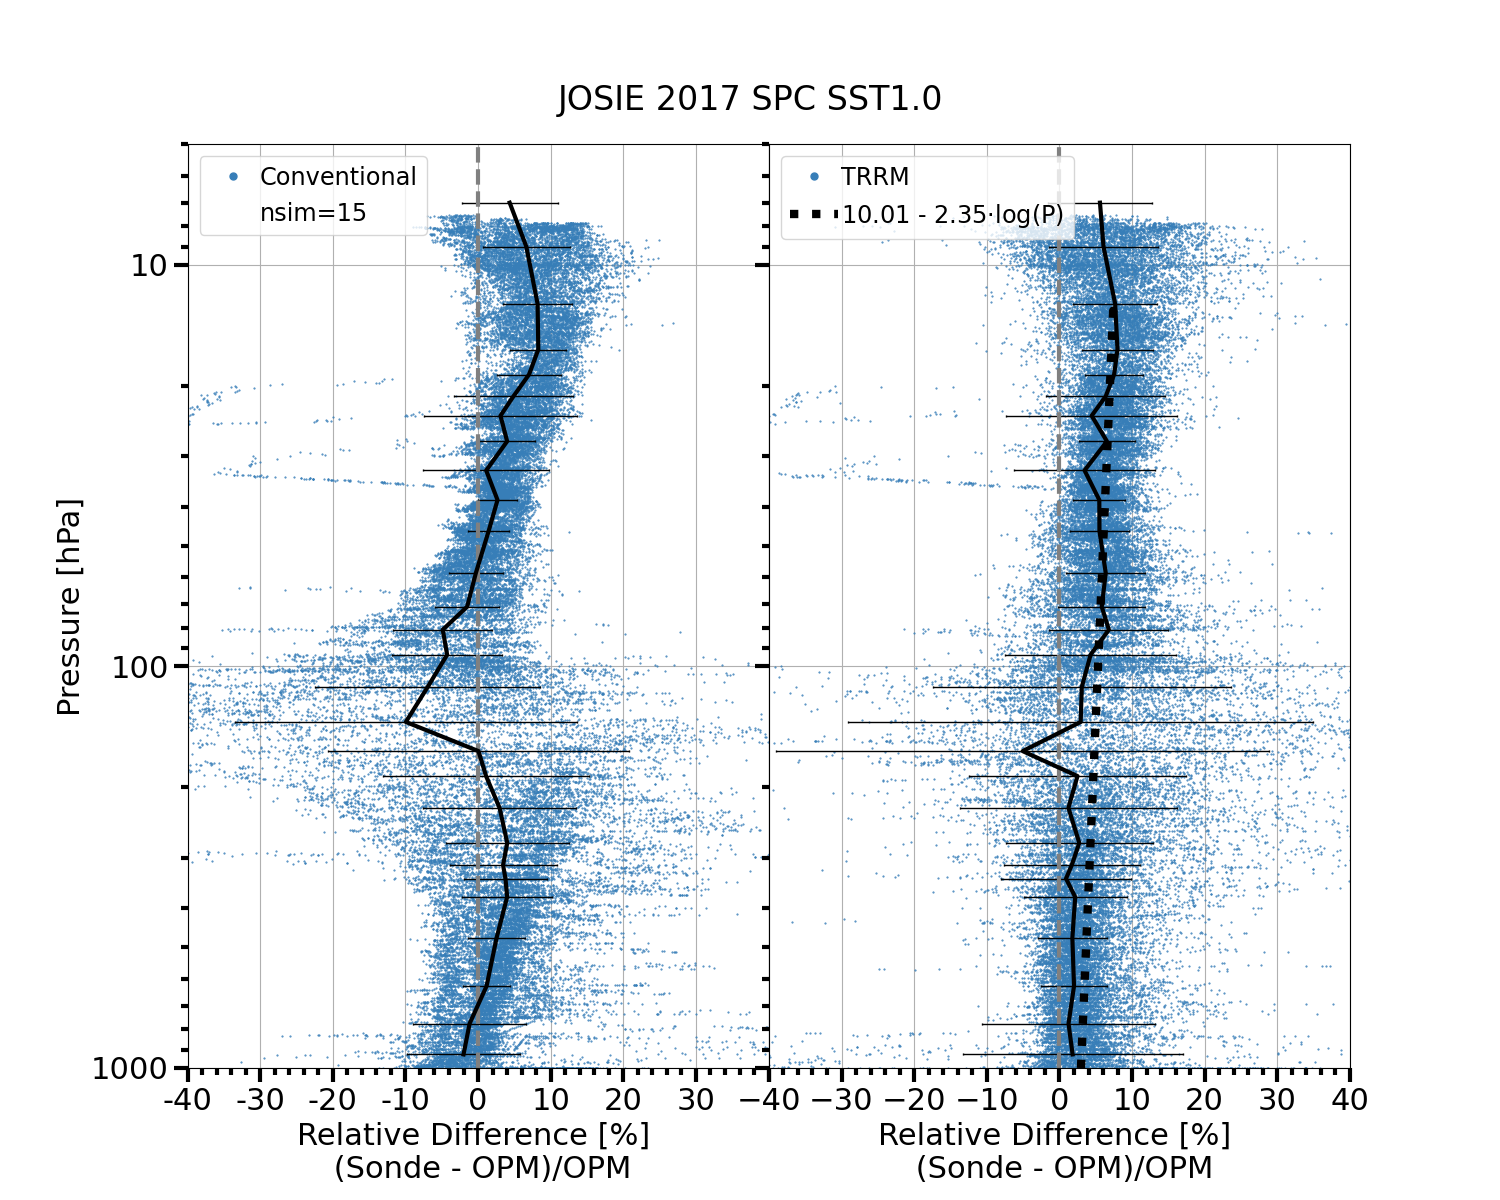 JOSIE 2017 SPC SST1.0
Conventional
nsim=15
TRRM
10.01 - 2.35·log(P)
Pressure [hPa]
10
100
1000
-40 -30 -20 -10 0 10 20 30
−40 −30 −20 −10 0 10 20 30 40
Relative Difference [%]
(Sonde - OPM)/OPM
Relative Difference [%]
(Sonde - OPM)/OPM